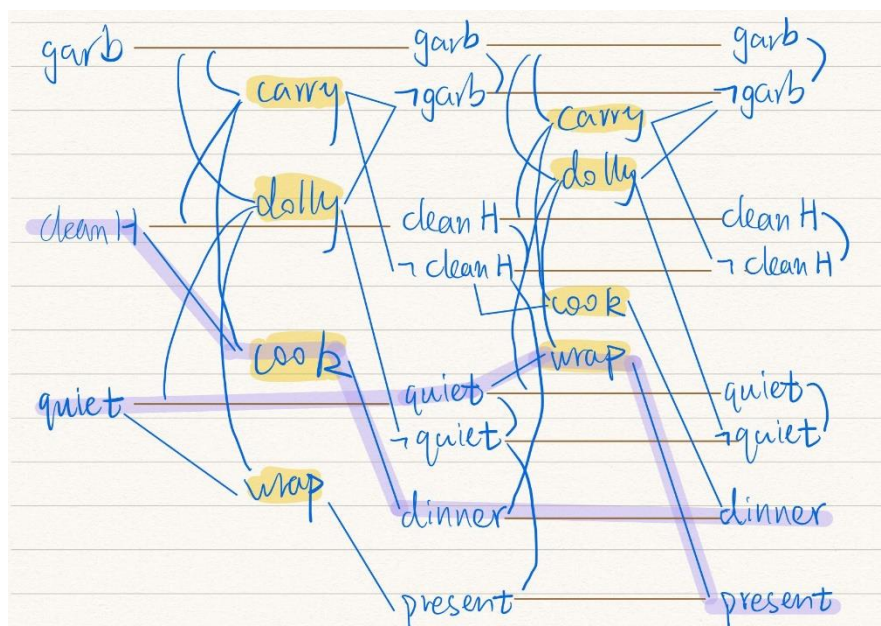 garb garb garb
carry ¬garb ¬garb
carry
dolly dolly
clean H clean H clean H
¬ clean H ¬ clean H
cook
cook wrap
quiet quiet quiet
¬quiet ¬quiet
wrap
dinner dinner
present present